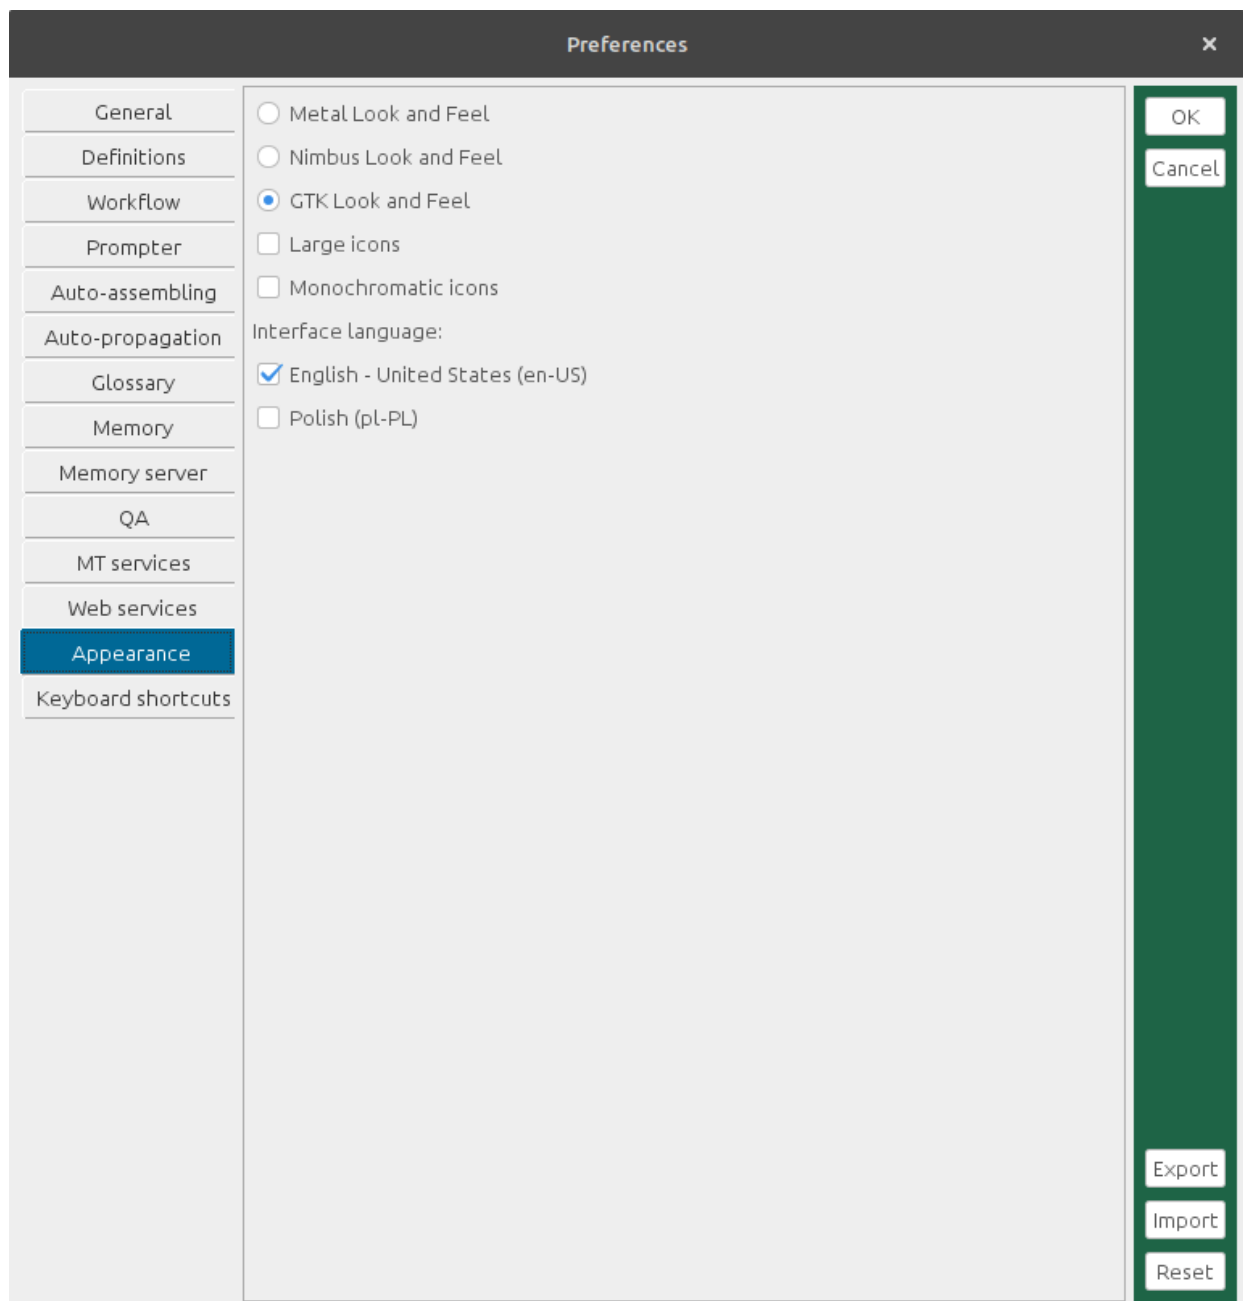 Preferences
General
Definitions
Workflow
Prompter
Auto-assembling
Auto-propagation
Glossary
Memory
Memory server
QA
MT services
Web services
Appearance
Keyboard shortcuts
Metal Look and Feel
Nimbus Look and Feel
GTK Look and Feel
Large icons
Monochromatic icons
Interface language:
English - United States (en-US)
Polish (pl-PL)
OK
Cancel
Export
Import
Reset